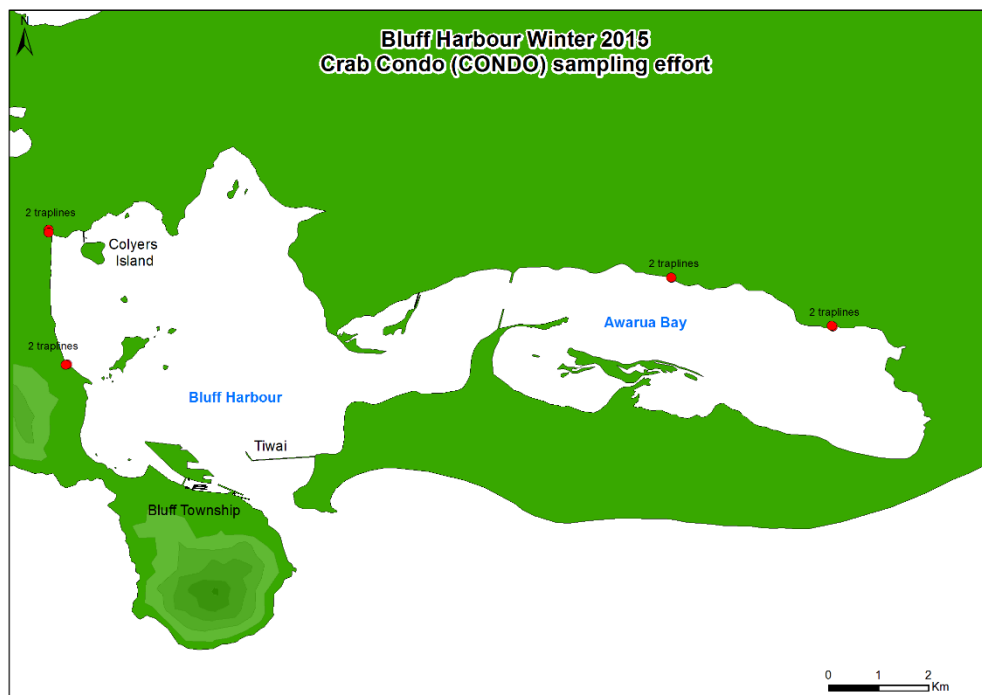 N
Bluff Harbour Winter 2015
Crab Condo (CONDO) sampling effort
2 traplines
Colyers
Island
2 traplines
2 traplines
Awarua Bay
2 traplines
Bluff Harbour
Tiwai
Bluff Township
0 1 2
Km